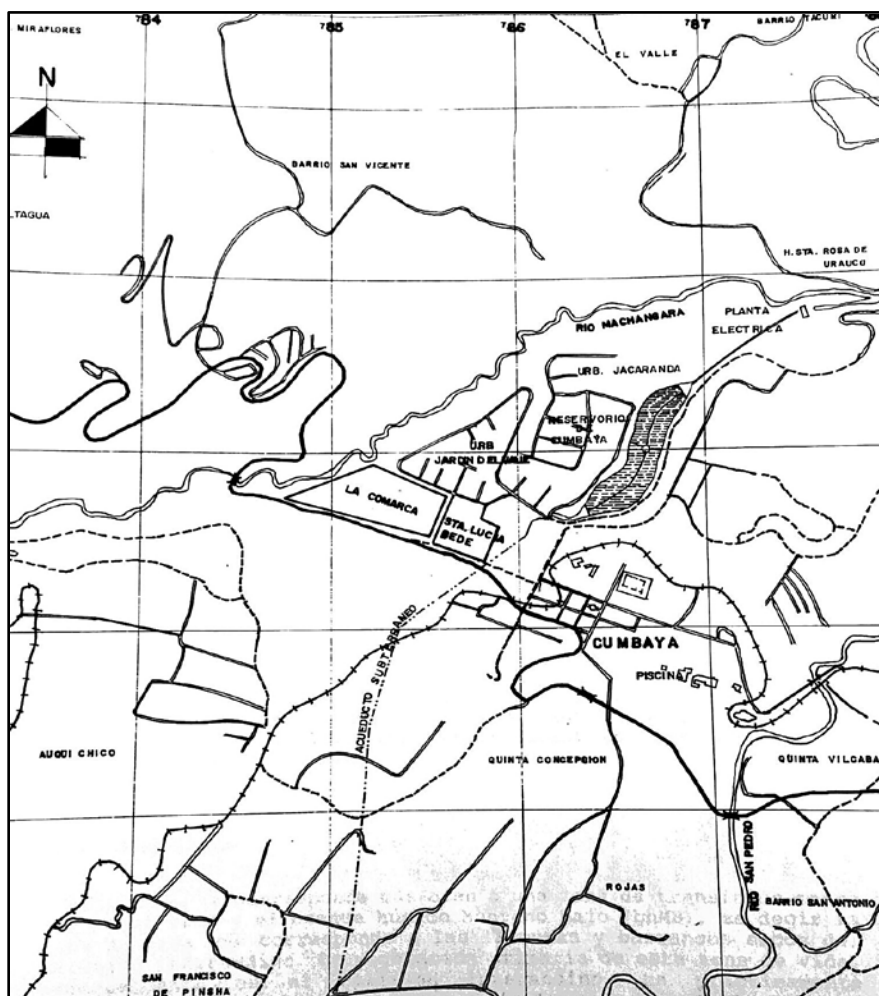 MIRAFLORES
784
785
786
787
BARRIO TACURI
EL VALLE
N
BARRIO SAN VICENTE
LTAGUA
H. STA. ROSA DE
URAUCO
RIO MACHANGARA
PLANTA
ELECTRICA
URB. JACARANDA
RESERVORIO
DE
CUMBAYA
URB
JARDIN DEL VALLE
LA COMARCA
STA. LUCIA
BEDE
CUMBAYA
ACUEDUCTO SUBTERRANEO
PISCINA
AUQUI CHICO
QUINTA CONCEPCION
QUINTA VILCABA
RIO SAN PEDRO
ROJAS
BARRIO SAN ANTONIO
SAN FRANCISCO
DE PINSHA